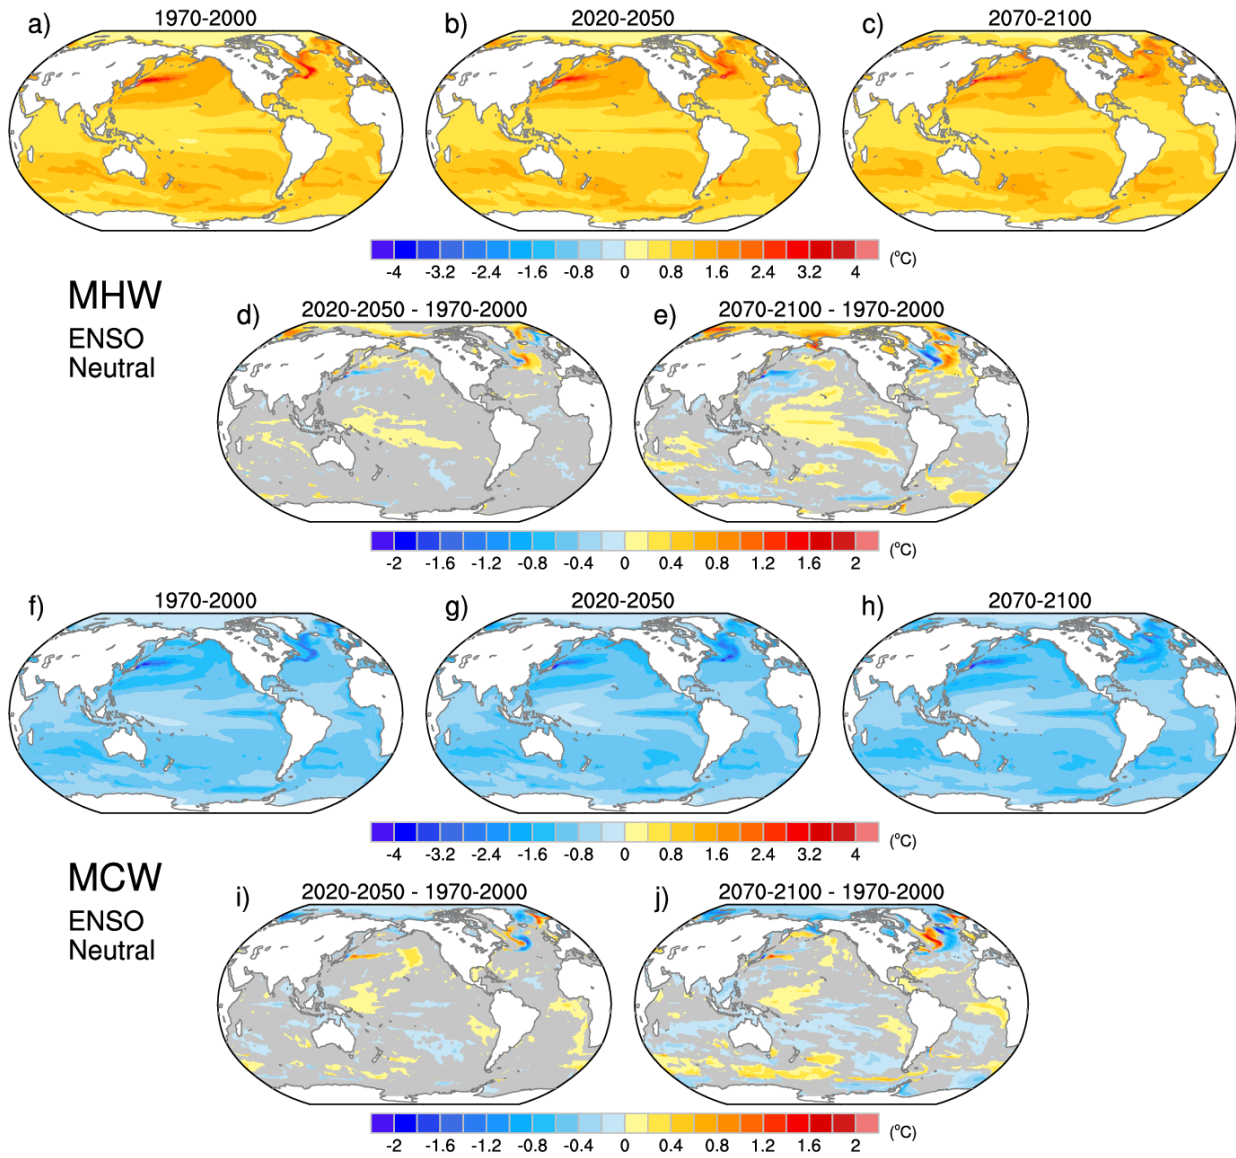 a) 1970-2000
b) 2020-2050
c) 2070-2100
-4 -3.2 -2.4 -1.6 -0.8 0 0.8 1.6 2.4 3.2 4 (°C)
MHW
ENSO
Neutral
d) 2020-2050 - 1970-2000
e) 2070-2100 - 1970-2000
-2 -1.6 -1.2 -0.8 -0.4 0 0.4 0.8 1.2 1.6 2 (°C)
f) 1970-2000
g) 2020-2050
h) 2070-2100
-4 -3.2 -2.4 -1.6 -0.8 0 0.8 1.6 2.4 3.2 4 (°C)
MCW
ENSO
Neutral
i) 2020-2050 - 1970-2000
j) 2070-2100 - 1970-2000
-2 -1.6 -1.2 -0.8 -0.4 0 0.4 0.8 1.2 1.6 2 (°C)